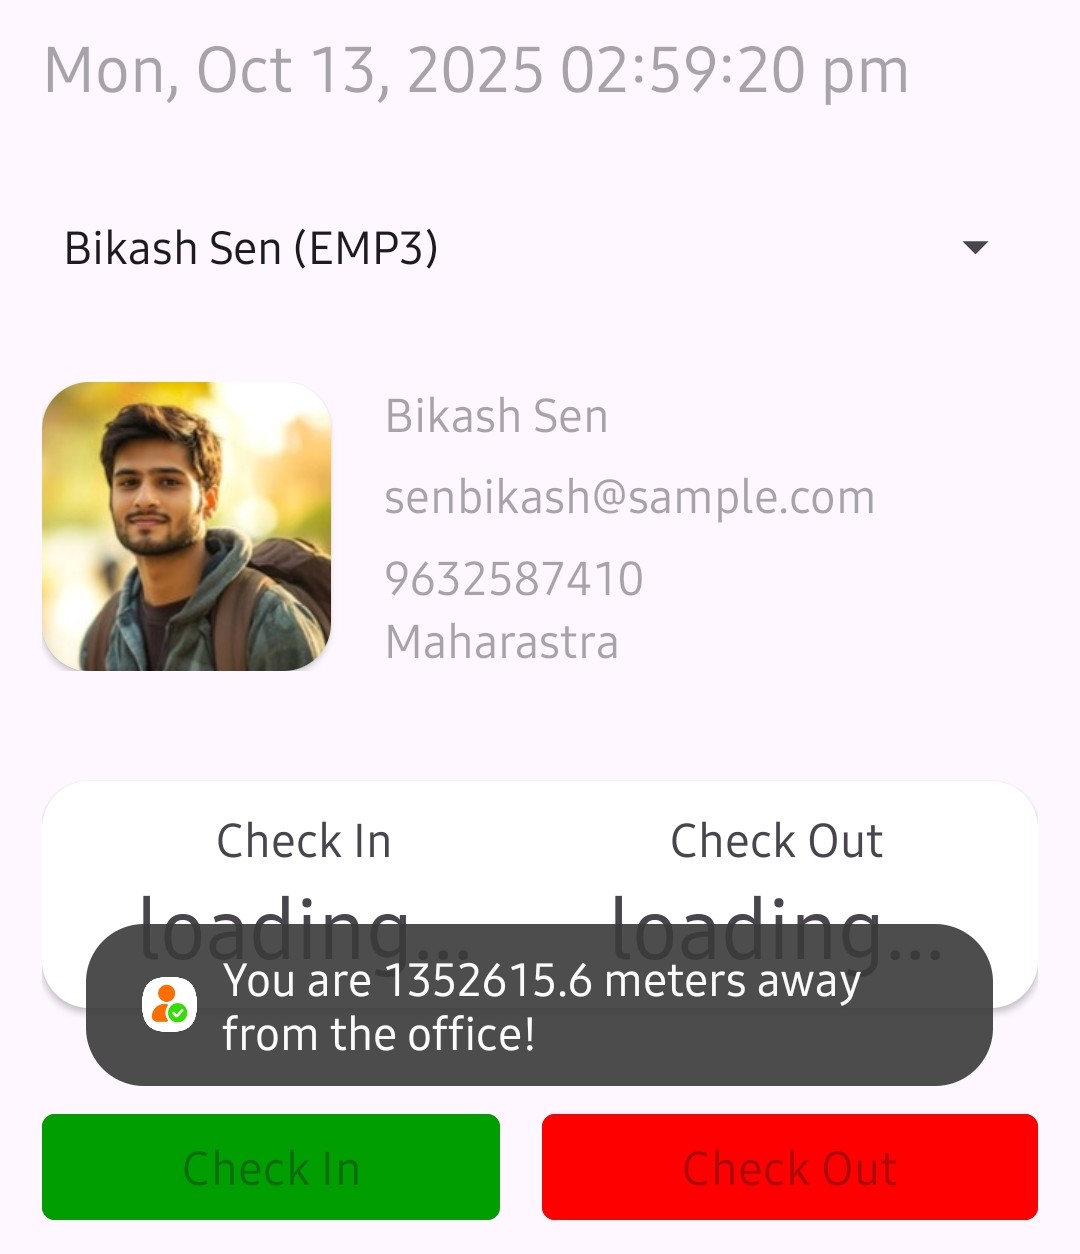 Mon, Oct 13, 2025 02:59:20 pm
Bikash Sen (EMP3)
Bikash Sen
senbikash@sample.com
9632587410
Maharastra
Check In
Check Out
loading...
loading...
You are 1352615.6 meters away
from the office!
Check In
Check Out